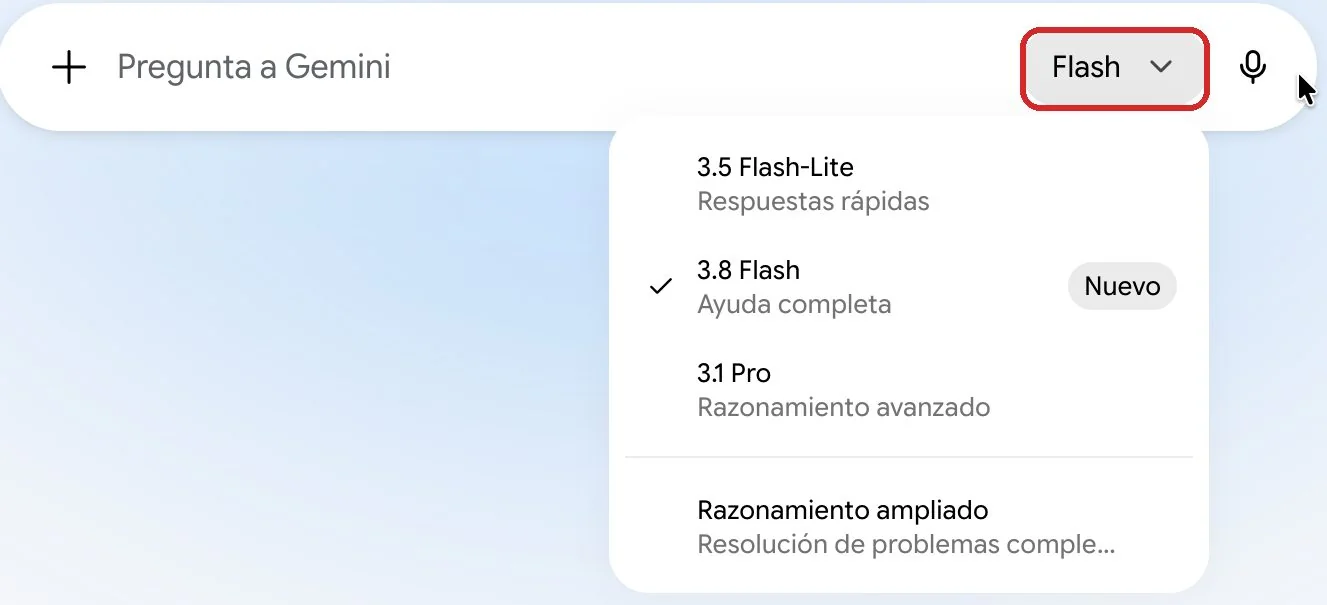 Pregunta a Gemini
Flash
3.5 Flash-Lite
Respuestas rápidas
3.8 Flash
Ayuda completa
Nuevo
3.1 Pro
Razonamiento avanzado
Razonamiento ampliado
Resolución de problemas comple...